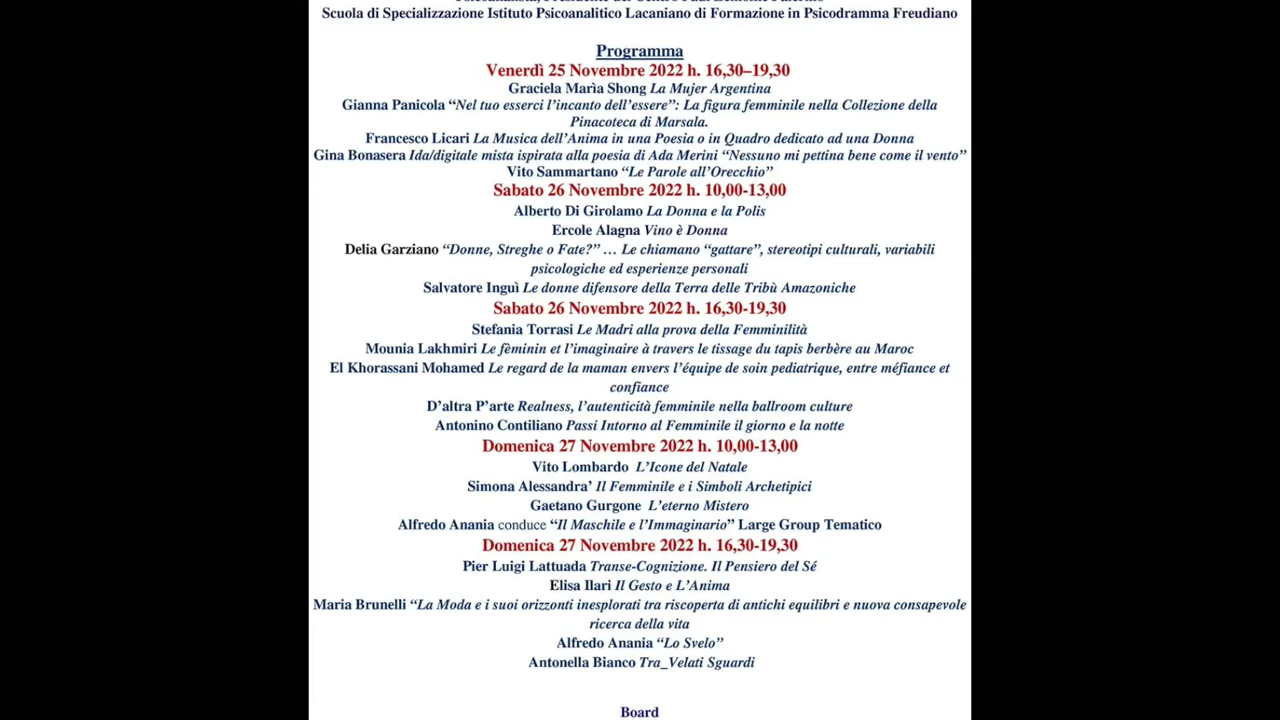 Scuola di Specializzazione Istituto Psicoanalitico Lacaniano di Formazione in Psicodramma Freudiano
Programma
Venerdì 25 Novembre 2022 h. 16,30–19,30
Graciela Marìa Shong La Mujer Argentina
Gianna Panicola “Nel tuo esserci l’incanto dell’essere”: La figura femminile nella Collezione della
Pinacoteca di Marsala.
Francesco Licari La Musica dell’Anima in una Poesia o in Quadro dedicato ad una Donna
Gina Bonasera Ida/digitale mista ispirata alla poesia di Ada Merini “Nessuno mi pettina bene come il vento”
Vito Sammartano “Le Parole all’Orecchio”
Sabato 26 Novembre 2022 h. 10,00-13,00
Alberto Di Girolamo La Donna e la Polis
Ercole Alagna Vino è Donna
Delia Garziano “Donne, Streghe o Fate?” … Le chiamano “gattare”, stereotipi culturali, variabili
psicologiche ed esperienze personali
Salvatore Inguì Le donne difensore della Terra delle Tribù Amazoniche
Sabato 26 Novembre 2022 h. 16,30-19,30
Stefania Torrasi Le Madri alla prova della Femminilità
Mounia Lakhmiri Le fèminin et l’imaginaire à travers le tissage du tapis berbère au Maroc
El Khorassani Mohamed Le regard de la maman envers l’équipe de soin pediatrique, entre méfiance et
confiance
D’altra P’arte Realness, l’autenticità femminile nella ballroom culture
Antonino Contiliano Passi Intorno al Femminile il giorno e la notte
Domenica 27 Novembre 2022 h. 10,00-13,00
Vito Lombardo L’Icone del Natale
Simona Alessandra’ Il Femminile e i Simboli Archetipici
Gaetano Gurgone L’eterno Mistero
Alfredo Anania conduce “Il Maschile e l’Immaginario” Large Group Tematico
Domenica 27 Novembre 2022 h. 16,30-19,30
Pier Luigi Lattuada Transe-Cognizione. Il Pensiero del Sé
Elisa Ilari Il Gesto e L’Anima
Maria Brunelli “La Moda e i suoi orizzonti inesplorati tra riscoperta di antichi equilibri e nuova consapevole
ricerca della vita
Alfredo Anania “Lo Svelo”
Antonella Bianco Tra_Velati Sguardi
Board